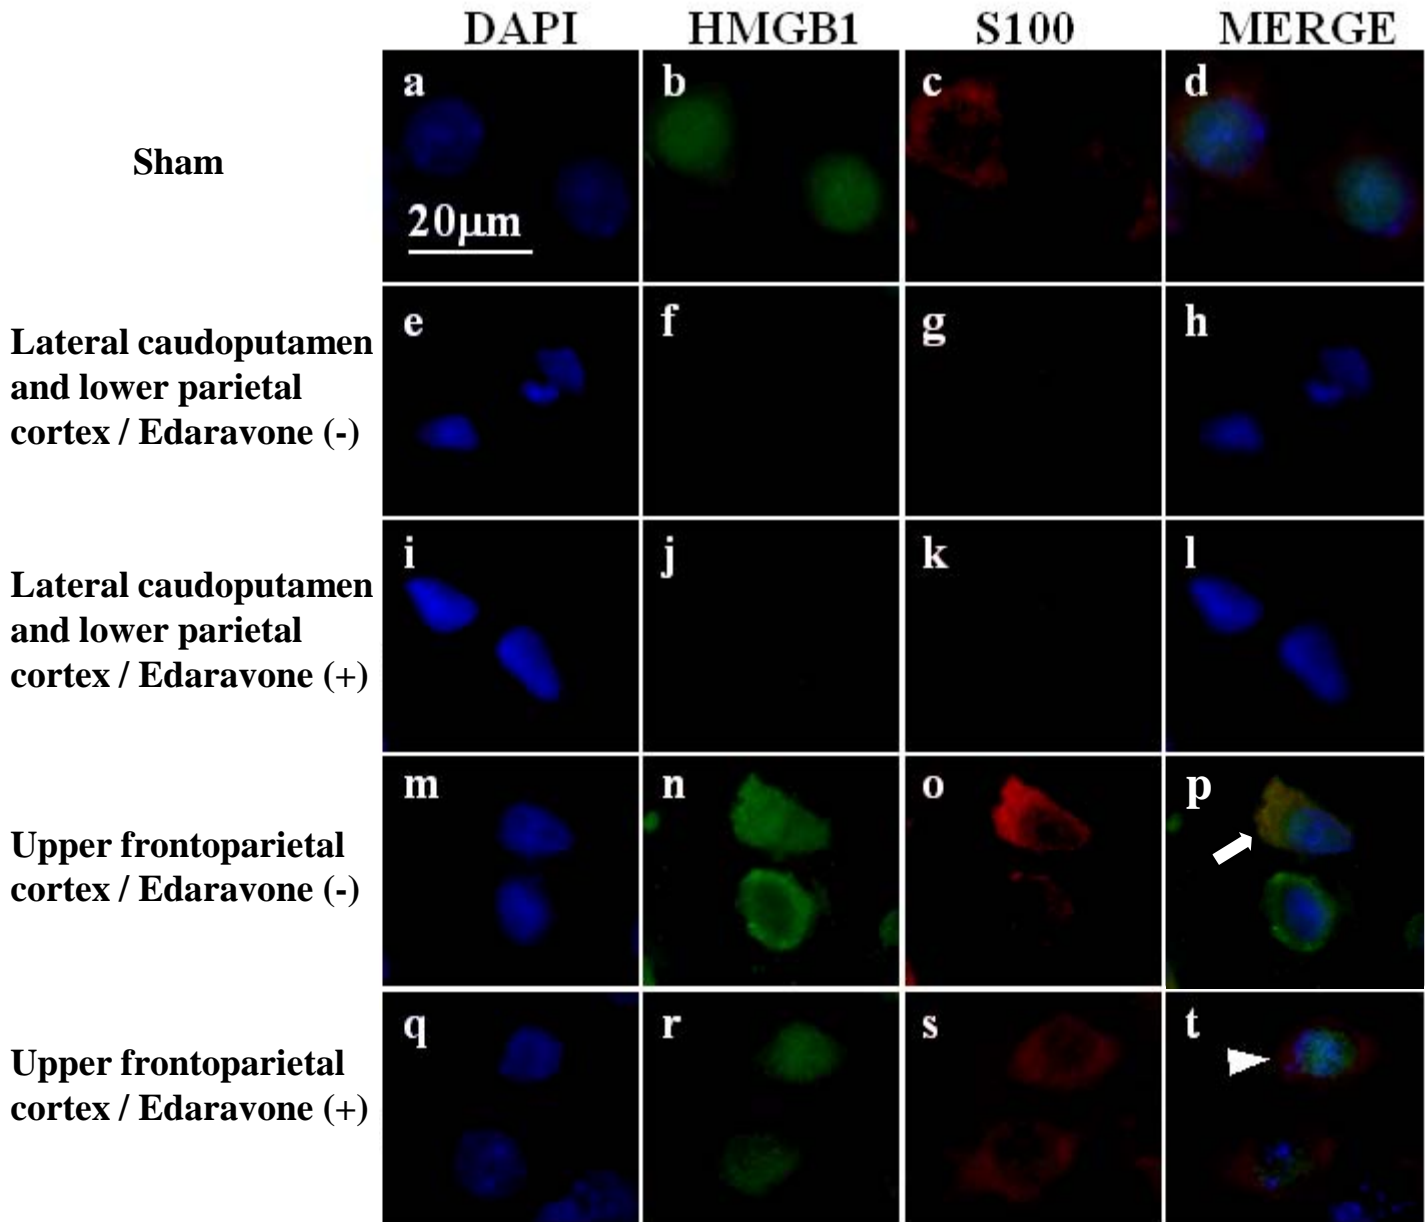 DAPI HMGB1 S100 MERGE
Sham
a b c d
20μm
Lateral caudoputamen
and lower parietal
cortex / Edaravone (-)
e f g h
Lateral caudoputamen
and lower parietal
cortex / Edaravone (+)
i j k l
Upper frontoparietal
cortex / Edaravone (-)
m n o p
Upper frontoparietal
cortex / Edaravone (+)
q r s t